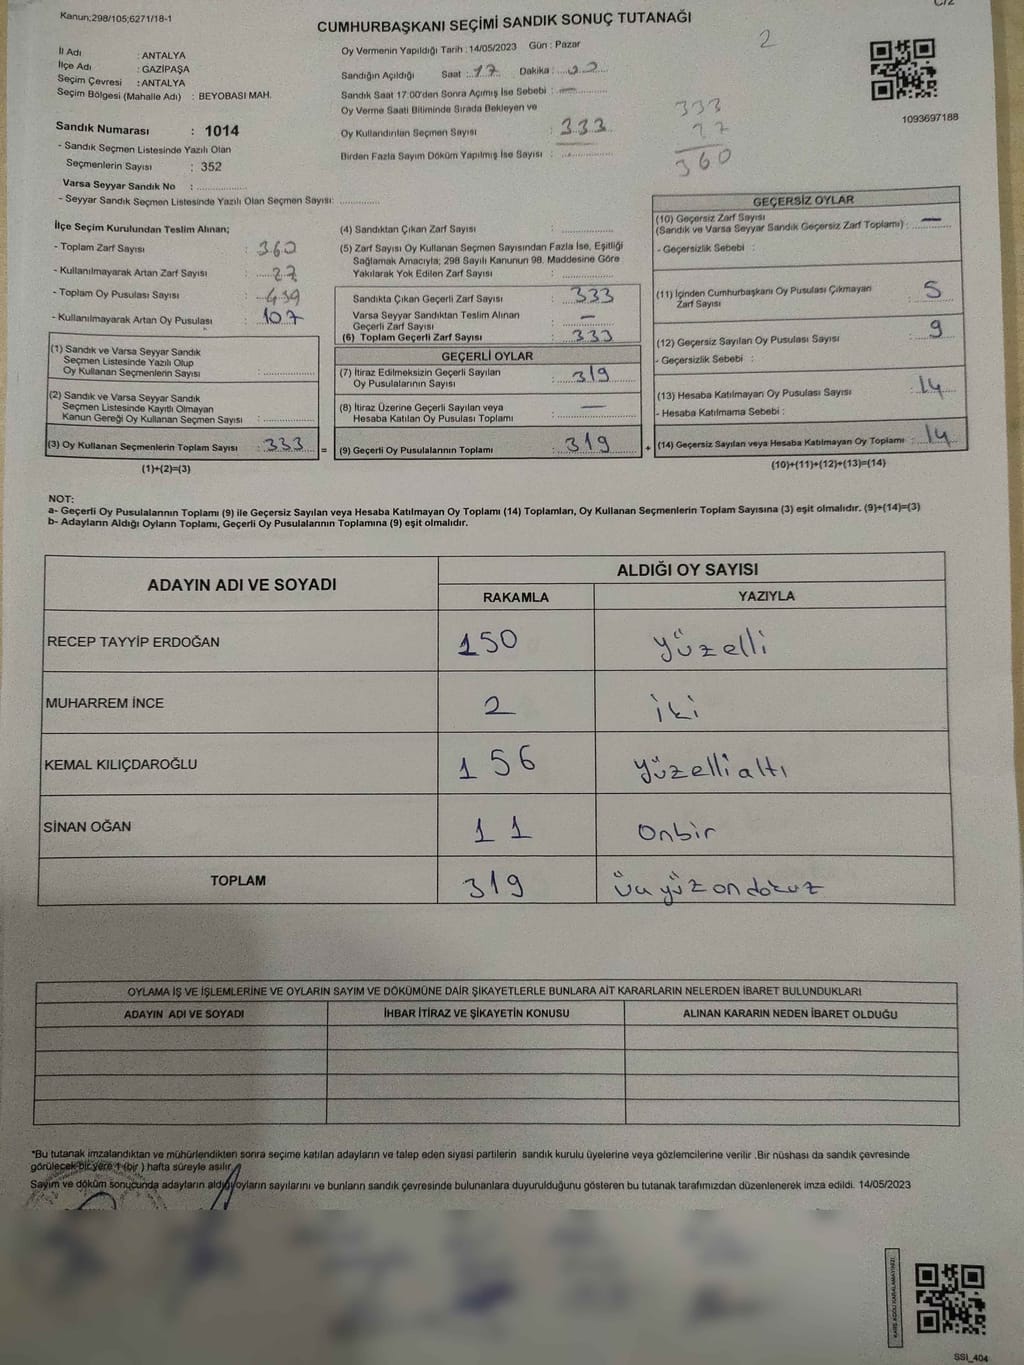 Kanun:298/105;6271/18-1
CUMHURBAŞKANI SEÇİMİ SANDIK SONUÇ TUTANAĞI
C/2
2
İl Adı : ANTALYA
İlçe Adı : GAZİPAŞA
Seçim Çevresi : ANTALYA
Seçim Bölgesi (Mahalle Adı) : BEYOBASI MAH.
Sandık Numarası : 1014
- Sandık Seçmen Listesinde Yazılı Olan
Seçmenlerin Sayısı : 352
Varsa Seyyar Sandık No : ..............
- Seyyar Sandık Seçmen Listesinde Yazılı Olan Seçmen Sayısı: ............
Oy Vermenin Yapıldığı Tarih : 14/05/2023 Gün : Pazar
Sandığın Açıldığı Saat : 17 Dakika :
Sandık Saat 17:00'den Sonra Açımış İse Sebebi : —
Oy Verme Saati Bitiminde Sırada Bekleyen ve
Oy Kullandırılan Seçmen Sayısı : 333
Birden Fazla Sayım Döküm Yapılmış İse Sayısı : ..............
333
27
360
1093697188
İlçe Seçim Kurulundan Teslim Alınan;
- Toplam Zarf Sayısı : 360
- Kullanılmayarak Artan Zarf Sayısı : 27
- Toplam Oy Pusulası Sayısı : 439
- Kullanılmayarak Artan Oy Pusulası : 107
(1) Sandık ve Varsa Seyyar Sandık
Seçmen Listesinde Yazılı Olup
Oy Kullanan Seçmenlerin Sayısı : ..............
(2) Sandık ve Varsa Seyyar Sandık
Seçmen Listesinde Kayıtlı Olmayan
Kanun Gereği Oy Kullanan Seçmen Sayısı : ..............
(3) Oy Kullanan Seçmenlerin Toplam Sayısı : 333 =
(1)+(2)=(3)
(4) Sandıktan Çıkan Zarf Sayısı : ..............
(5) Zarf Sayısı Oy Kullanan Seçmen Sayısından Fazla İse, Eşitliği
Sağlamak Amacıyla; 298 Sayılı Kanunun 98. Maddesine Göre
Yakılarak Yok Edilen Zarf Sayısı : ..............
Sandıkta Çıkan Geçerli Zarf Sayısı : 333
Varsa Seyyar Sandıktan Teslim Alınan
Geçerli Zarf Sayısı : —
(6) Toplam Geçerli Zarf Sayısı : 333
GEÇERLİ OYLAR
(7) İtiraz Edilmeksizin Geçerli Sayılan
Oy Pusulalarının Sayısı : 319
(8) İtiraz Üzerine Geçerli Sayılan veya
Hesaba Katılan Oy Pusulası Toplamı : —
(9) Geçerli Oy Pusulalarının Toplamı : 319 +
GEÇERSİZ OYLAR
(10) Geçersiz Zarf Sayısı
(Sandık ve Varsa Seyyar Sandık Geçersiz Zarf Toplamı) : —
- Geçersizlik Sebebi :
(11) İçinden Cumhurbaşkanı Oy Pusulası Çıkmayan
Zarf Sayısı : 5
(12) Geçersiz Sayılan Oy Pusulası Sayısı : 9
- Geçersizlik Sebebi :
(13) Hesaba Katılmayan Oy Pusulası Sayısı : 14
- Hesaba Katılmama Sebebi :
(14) Geçersiz Sayılan veya Hesaba Katılmayan Oy Toplamı : 14
(10)+(11)+(12)+(13)=(14)
NOT:
a- Geçerli Oy Pusulalarının Toplamı (9) ile Geçersiz Sayılan veya Hesaba Katılmayan Oy Toplamı (14) Toplamları, Oy Kullanan Seçmenlerin Toplam Sayısına (3) eşit olmalıdır. (9)+(14)=(3)
b- Adayların Aldığı Oyların Toplamı, Geçerli Oy Pusulalarının Toplamına (9) eşit olmalıdır.
ADAYIN ADI VE SOYADI ALDIĞI OY SAYISI
RAKAMLA YAZIYLA
RECEP TAYYİP ERDOĞAN 150 yüzelli
MUHARREM İNCE 2 iki
KEMAL KILIÇDAROĞLU 156 yüzellialtı
SİNAN OĞAN 11 onbir
TOPLAM 319 üçyüzondokuz
OYLAMA İŞ VE İŞLEMLERİNE VE OYLARIN SAYIM VE DÖKÜMÜNE DAİR ŞİKAYETLERLE BUNLARA AİT KARARLARIN NELERDEN İBARET BULUNDUKLARI
ADAYIN ADI VE SOYADI İHBAR İTİRAZ VE ŞİKAYETİN KONUSU ALINAN KARARIN NEDEN İBARET OLDUĞU
*Bu tutanak imzalandıktan ve mühürlendikten sonra seçime katılan adayların ve talep eden siyasi partilerin sandık kurulu üyelerine veya gözlemcilerine verilir .Bir nüshası da sandık çevresinde
görülecek bir yere 1 (bir ) hafta süreyle asılır.
Sayım ve döküm sonucunda adayların aldığı oyların sayılarını ve bunların sandık çevresinde bulunanlara duyurulduğunu gösteren bu tutanak tarafımızdan düzenlenerek imza edildi. 14/05/2023
SSI_404